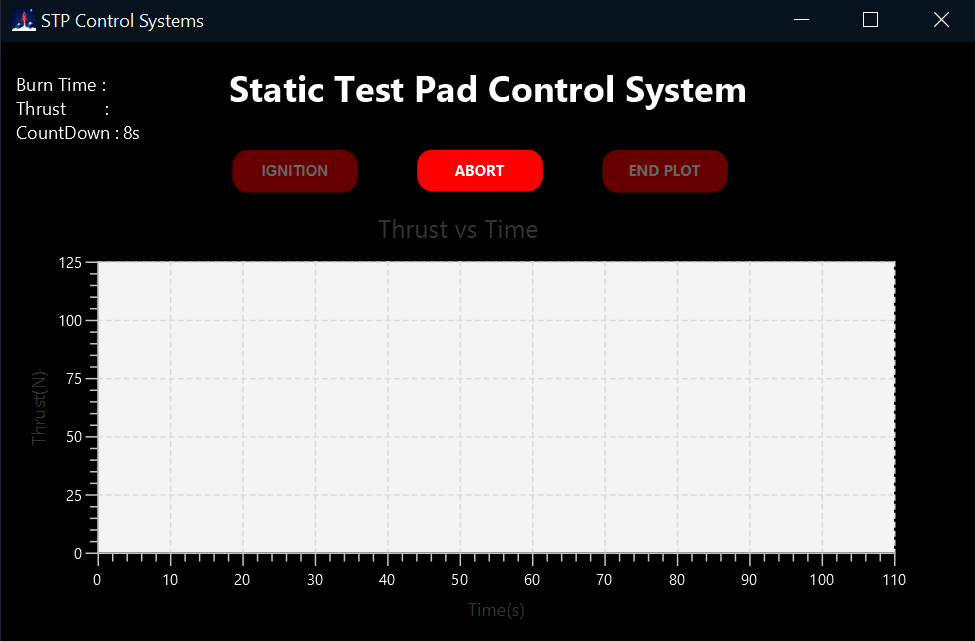 STP Control Systems
Burn Time :
Thrust :
CountDown : 8s
Static Test Pad Control System
IGNITION
ABORT
END PLOT
Thrust vs Time
Thrust(N)
125
100
75
50
25
0
0 10 20 30 40 50 60 70 80 90 100 110
Time(s)